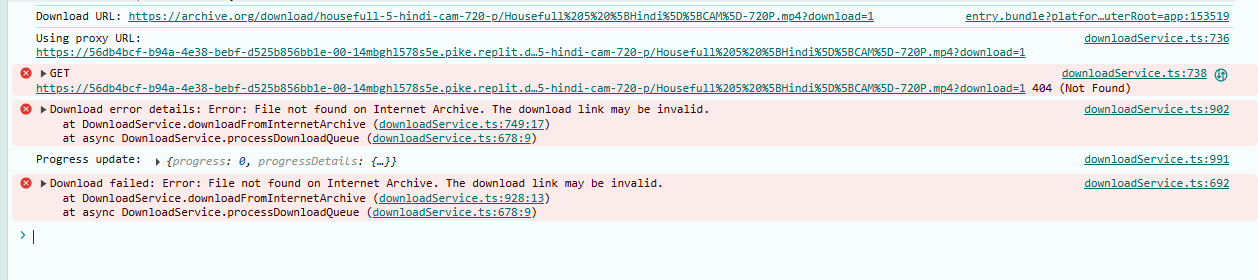 Download URL: https://archive.org/download/housefull-5-hindi-cam-720-p/Housefull%205%20%5BHindi%5D%5BCAM%5D-720P.mp4?download=1 entry.bundle?platfor…uterRoot=app:153519
Using proxy URL: downloadService.ts:736
https://56db4bcf-b94a-4e38-bebf-d525b856bb1e-00-14mbghl578s5e.pike.replit.d…5-hindi-cam-720-p/Housefull%205%20%5BHindi%5D%5BCAM%5D-720P.mp4?download=1
GET downloadService.ts:738
https://56db4bcf-b94a-4e38-bebf-d525b856bb1e-00-14mbghl578s5e.pike.replit.d…5-hindi-cam-720-p/Housefull%205%20%5BHindi%5D%5BCAM%5D-720P.mp4?download=1 404 (Not Found)
Download error details: Error: File not found on Internet Archive. The download link may be invalid. downloadService.ts:902
at DownloadService.downloadFromInternetArchive (downloadService.ts:749:17)
at async DownloadService.processDownloadQueue (downloadService.ts:678:9)
Progress update: {progress: 0, progressDetails: {…}} downloadService.ts:991
Download failed: Error: File not found on Internet Archive. The download link may be invalid. downloadService.ts:692
at DownloadService.downloadFromInternetArchive (downloadService.ts:928:13)
at async DownloadService.processDownloadQueue (downloadService.ts:678:9)